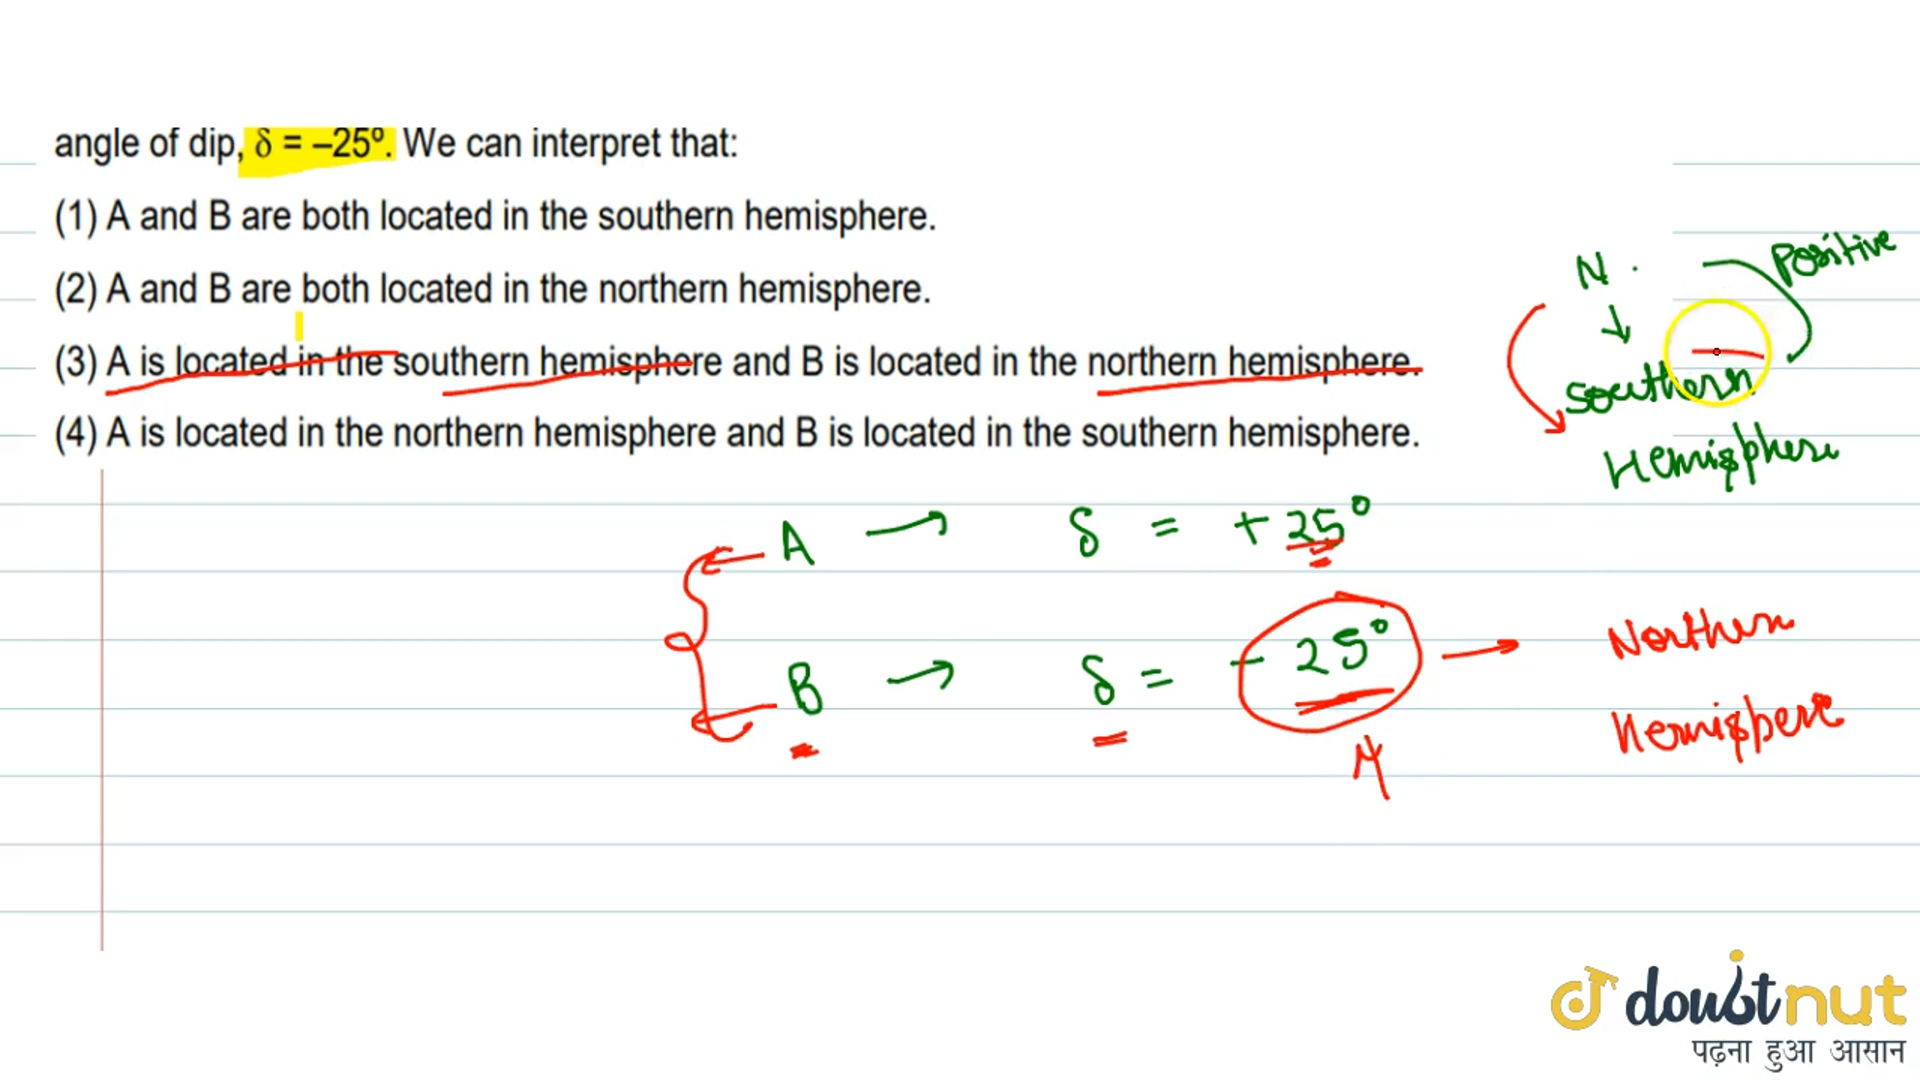 angle of dip, δ = –25º. We can interpret that:
(1) A and B are both located in the southern hemisphere.
(2) A and B are both located in the northern hemisphere.
(3) A is located in the southern hemisphere and B is located in the northern hemisphere.
(4) A is located in the northern hemisphere and B is located in the southern hemisphere.
N.
Positive
↓
Southern
Hemisphere
A → δ = + 25°
B → δ = - 25° →
Northern
Hemispere
doubtnut
पढ़ना हुआ आसान